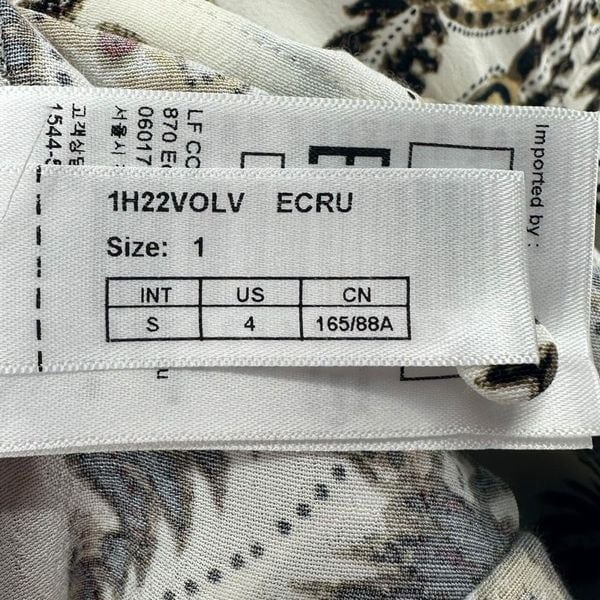 1H22VOLV ECRU
Size: 1
INT US CN
S 4 165/88A
Imported by :
LF CC
870 E
06017
서울시
고객상담
1544-